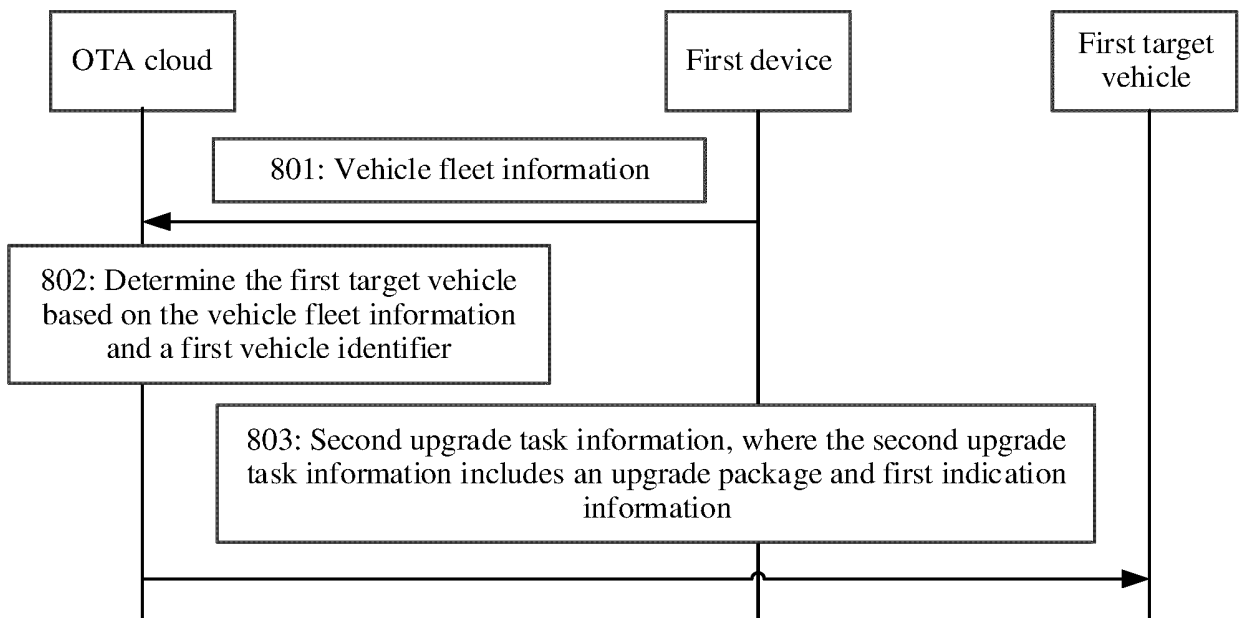 OTA cloud
First device
First target
vehicle
801: Vehicle fleet information
802: Determine the first target vehicle
based on the vehicle fleet information
and a first vehicle identifier
803: Second upgrade task information, where the second upgrade
task information includes an upgrade package and first indication
information